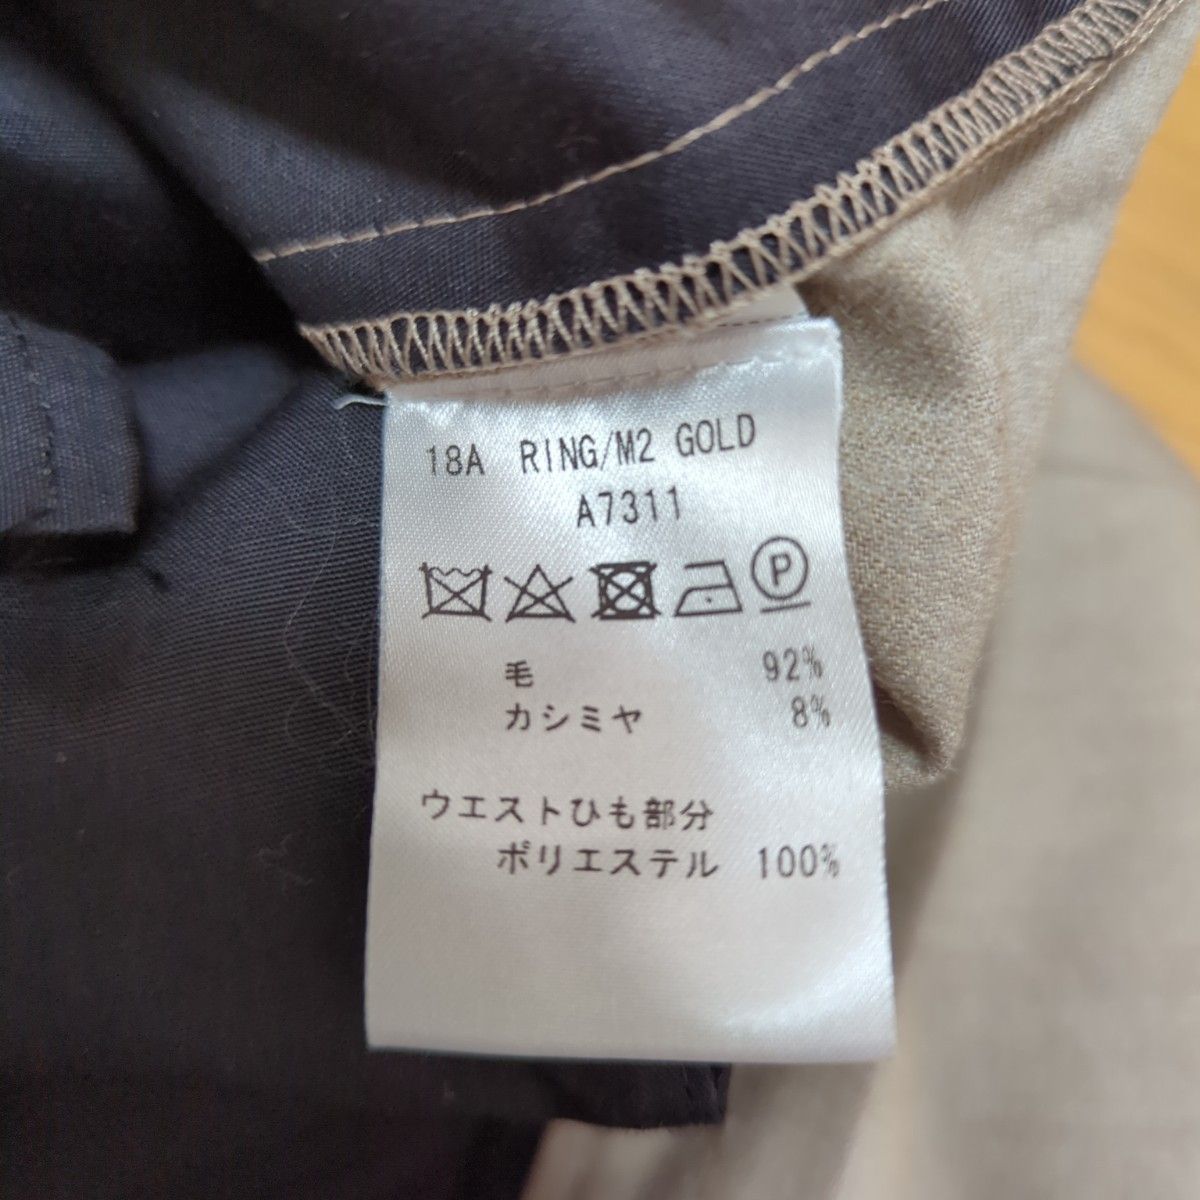 18A RING/M2 GOLD
A7311
P
毛 92%
カシミヤ 8%
ウエストひも部分
ポリエステル 100%